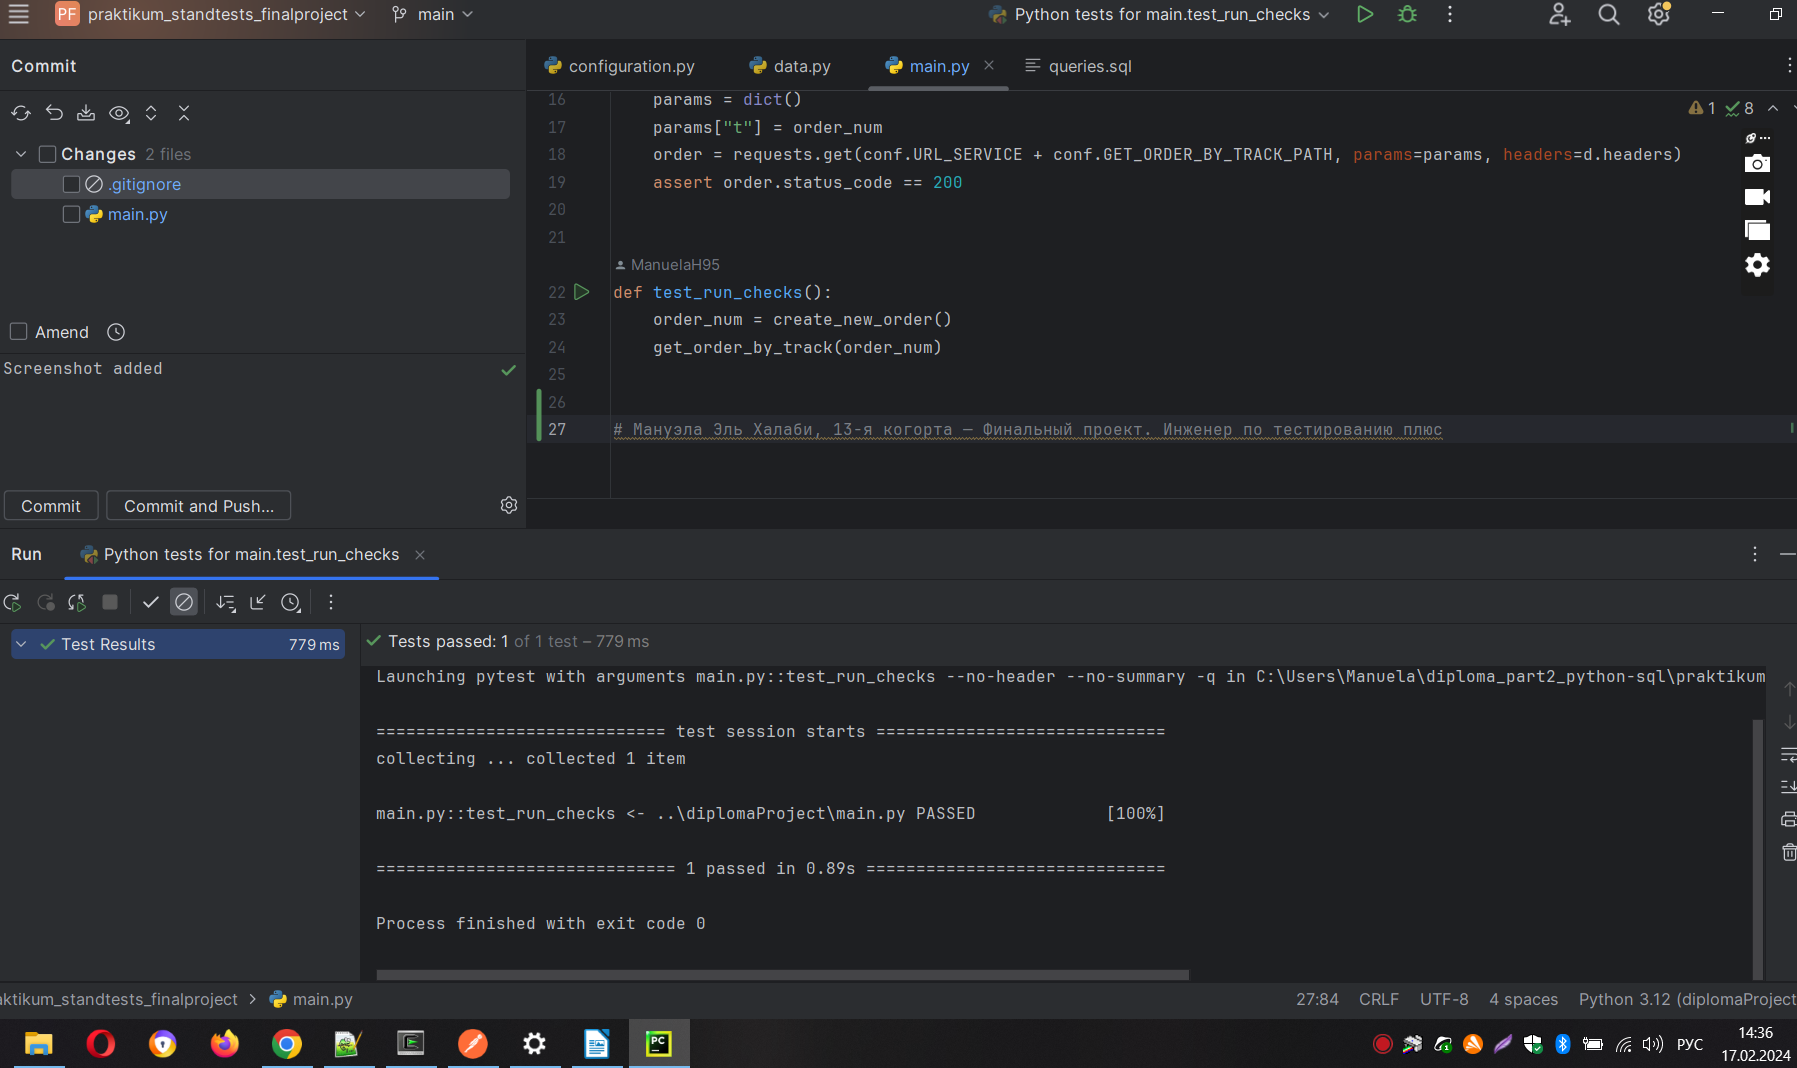 PF praktikum_standtests_finalproject main Python tests for main.test_run_checks
Commit
configuration.py data.py main.py queries.sql
Changes 2 files
.gitignore
main.py
Amend
Screenshot added
Commit Commit and Push...
1 8
16 params = dict()
17 params["t"] = order_num
18 order = requests.get(conf.URL_SERVICE + conf.GET_ORDER_BY_TRACK_PATH, params=params, headers=d.headers)
19 assert order.status_code == 200
20
21
ManuelaH95
22 def test_run_checks():
23 order_num = create_new_order()
24 get_order_by_track(order_num)
25
26
27 # Мануэла Эль Халаби, 13-я когорта — Финальный проект. Инженер по тестированию плюс
Run Python tests for main.test_run_checks
Test Results 779 ms
Tests passed: 1 of 1 test – 779 ms
Launching pytest with arguments main.py::test_run_checks --no-header --no-summary -q in C:\Users\Manuela\diploma_part2_python-sql\praktikum
============================= test session starts =============================
collecting ... collected 1 item
main.py::test_run_checks <- ..\diplomaProject\main.py PASSED [100%]
============================== 1 passed in 0.89s ==============================
Process finished with exit code 0
aktikum_standtests_finalproject main.py 27:84 CRLF UTF-8 4 spaces Python 3.12 (diplomaProject
PC РУС 14:36
17.02.2024